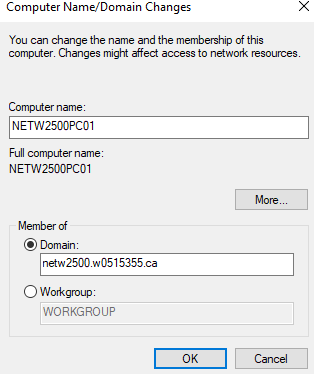 Computer Name/Domain Changes
You can change the name and the membership of this
computer. Changes might affect access to network resources.
Computer name:
NETW2500PC01
Full computer name:
NETW2500PC01
More...
Member of
Domain:
netw2500.w0515355.ca
Workgroup:
WORKGROUP
OK Cancel